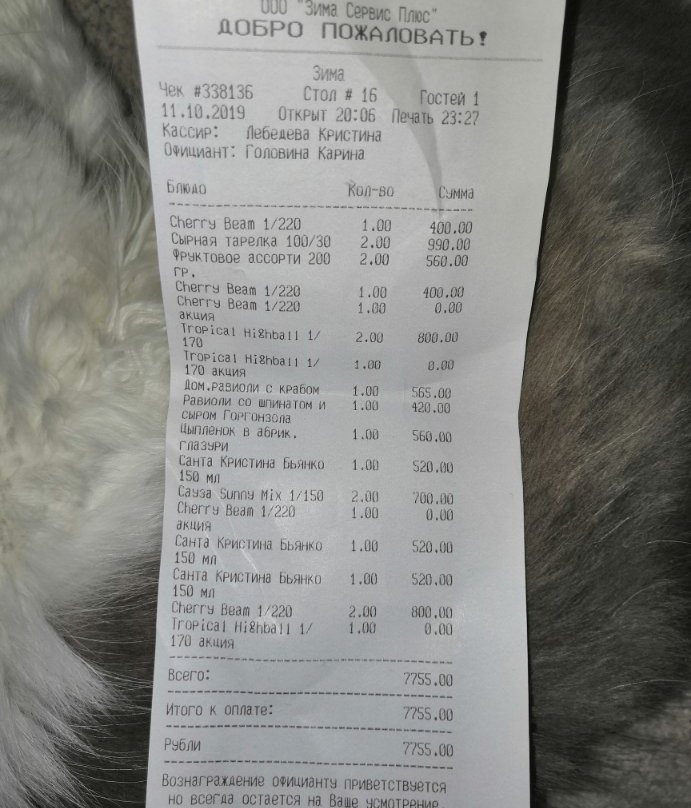 ООО "Зима Сервис Плюс"
ДОБРО ПОЖАЛОВАТЬ!
Зима
Чек #338136 Стол # 16 Гостей 1
11.10.2019 Открыт 20:06 Печать 23:27
Кассир: Лебедева Кристина
Официант: Головина Карина
Блюдо Кол-во Сумма
Cherry Beam 1/220 1.00 400.00
Сырная тарелка 100/30 2.00 990.00
Фруктовое ассорти 200 2.00 560.00
гр.
Cherry Beam 1/220 1.00 400.00
Cherry Beam 1/220 1.00 0.00
акция
Tropical Highball 1/ 2.00 800.00
170
Tropical Highball 1/ 1.00 0.00
170 акция
Дом.равиоли с крабом 1.00 565.00
Равиоли со шпинатом и 1.00 420.00
сыром Горгонзола
Цыпленок в абрик. 1.00 560.00
глазури
Санта Кристина Бьянко 1.00 520.00
150 мл
Сауза Sunny Mix 1/150 2.00 700.00
Cherry Beam 1/220 1.00 0.00
акция
Санта Кристина Бьянко 1.00 520.00
150 мл
Санта Кристина Бьянко 1.00 520.00
150 мл
Cherry Beam 1/220 2.00 800.00
Tropical Highball 1/ 1.00 0.00
170 акция
Всего: 7755.00
Итого к оплате: 7755.00
Рубли 7755.00
Вознаграждение официанту приветствуется
но всегда остается на Ваше усмотрение